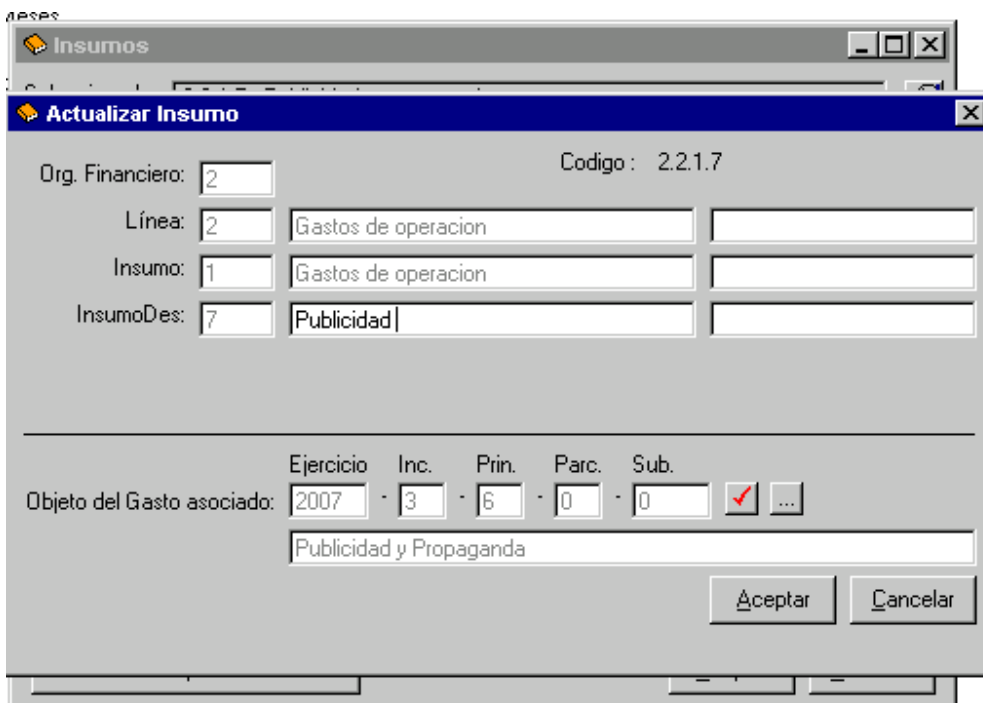 Insumos
Actualizar Insumo
Org. Financiero: 2 Codigo : 2.2.1.7
Línea: 2 Gastos de operacion
Insumo: 1 Gastos de operacion
InsumoDes: 7 Publicidad
Ejercicio Inc. Prin. Parc. Sub.
Objeto del Gasto asociado: 2007 - 3 - 6 - 0 - 0 ...
Publicidad y Propaganda
Aceptar Cancelar